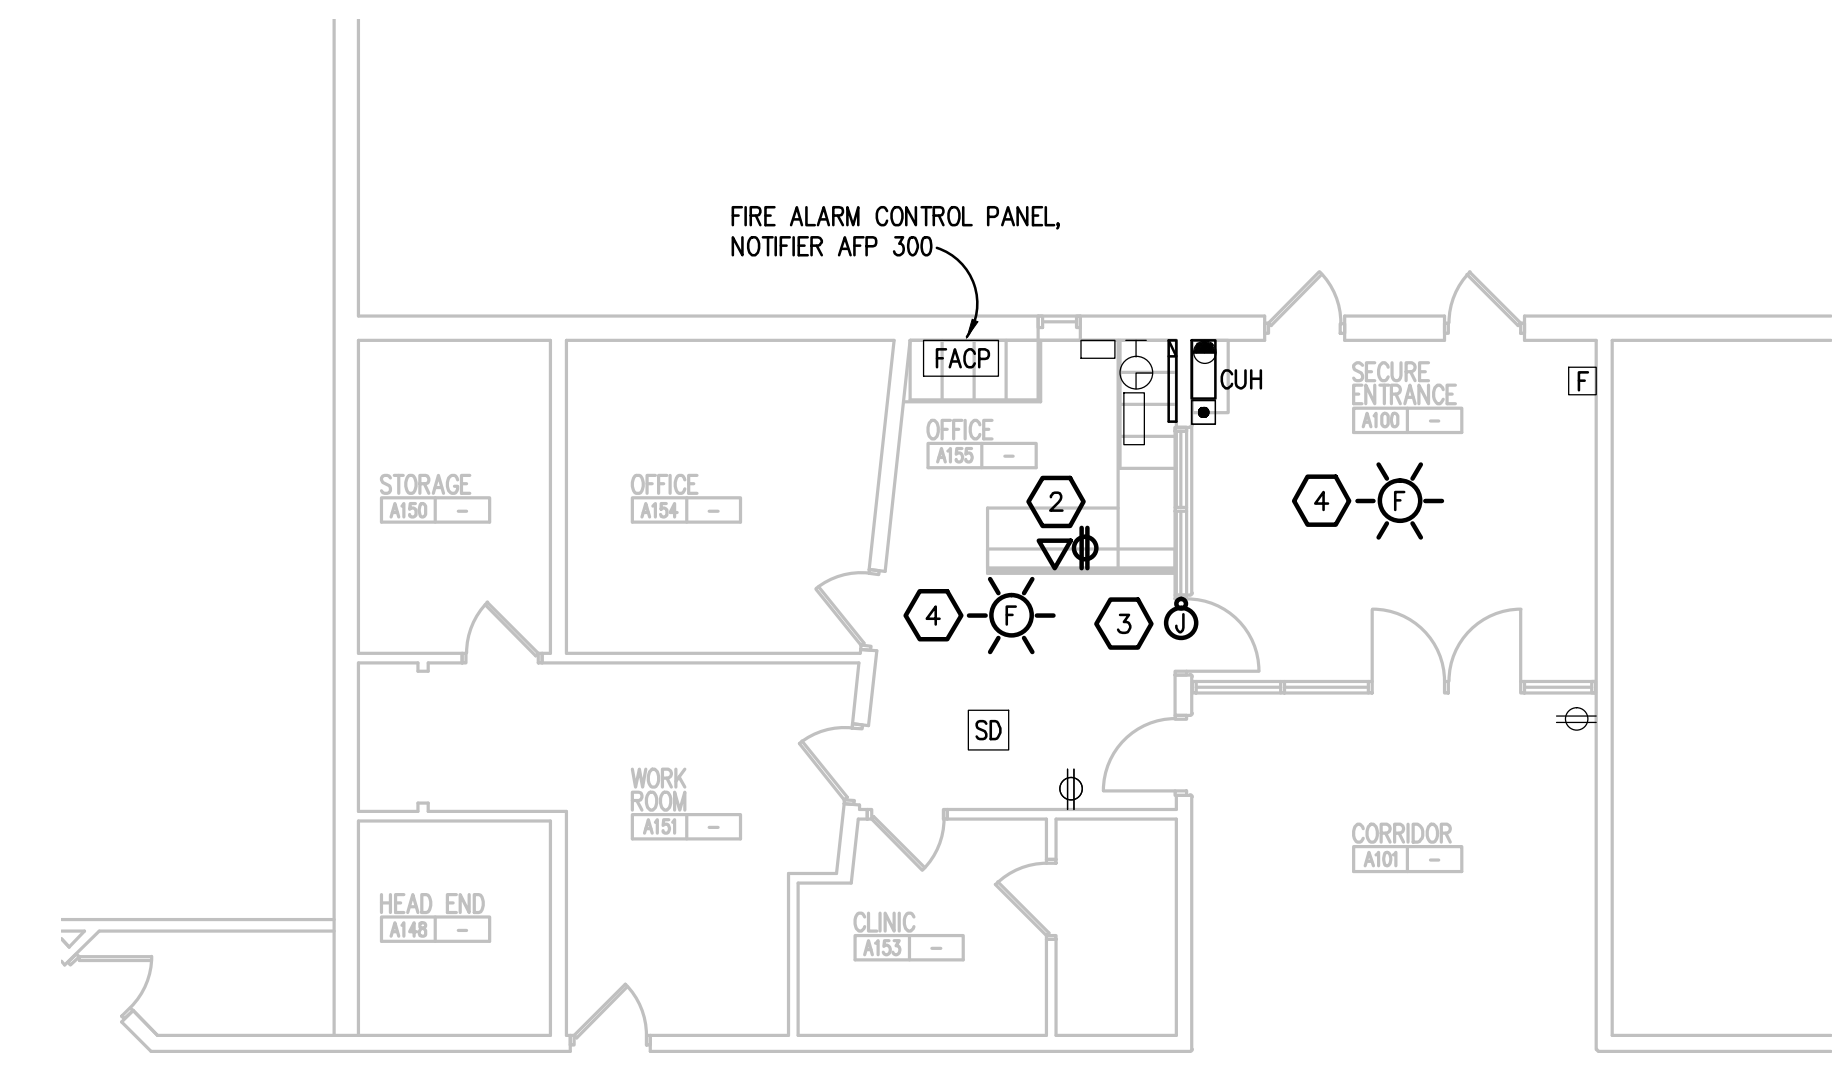 FIRE ALARM CONTROL PANEL,
NOTIFIER AFP 300
FACP
CUH
SECURE
ENTRANCE
A100 -
F
OFFICE
A155 -
STORAGE
A150 -
OFFICE
A154 -
2
4
F
4
F
3
J
SD
WORK
ROOM
A151 -
CORRIDOR
A101 -
HEAD END
A148 -
CLINIC
A153 -